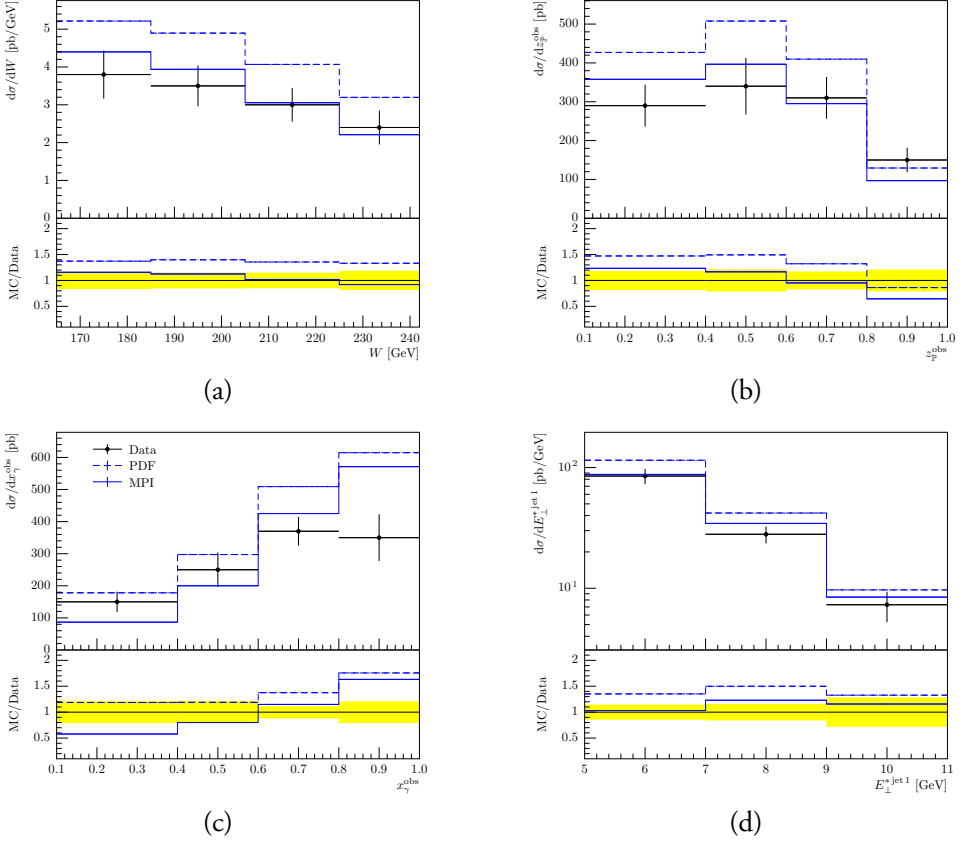 dσ/dW [pb/GeV]
5
4
3
2
1
0
MC/Data
2
1.5
1
0.5
170 180 190 200 210 220 230 240
W [GeV]
(a)
dσ/dz_ℙ^obs [pb]
500
400
300
200
100
0
MC/Data
2
1.5
1
0.5
0.1 0.2 0.3 0.4 0.5 0.6 0.7 0.8 0.9 1.0
z_ℙ^obs
(b)
dσ/dx_γ^obs [pb]
Data
PDF
MPI
600
500
400
300
200
100
0
MC/Data
2
1.5
1
0.5
0.1 0.2 0.3 0.4 0.5 0.6 0.7 0.8 0.9 1.0
x_γ^obs
(c)
dσ/dE_⊥^{*jet 1} [pb/GeV]
10^2
10^1
MC/Data
2
1.5
1
0.5
5 6 7 8 9 10 11
E_⊥^{*jet 1} [GeV]
(d)